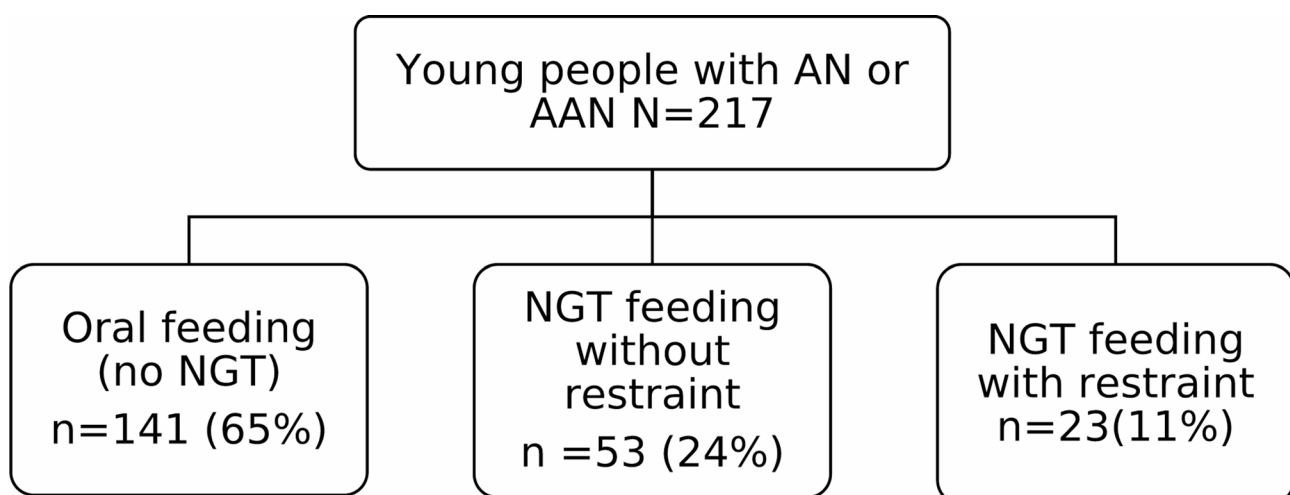 Young people with AN or
AAN N=217
Oral feeding
(no NGT)
n=141 (65%)
NGT feeding
without
restraint
n =53 (24%)
NGT feeding
with restraint
n=23(11%)